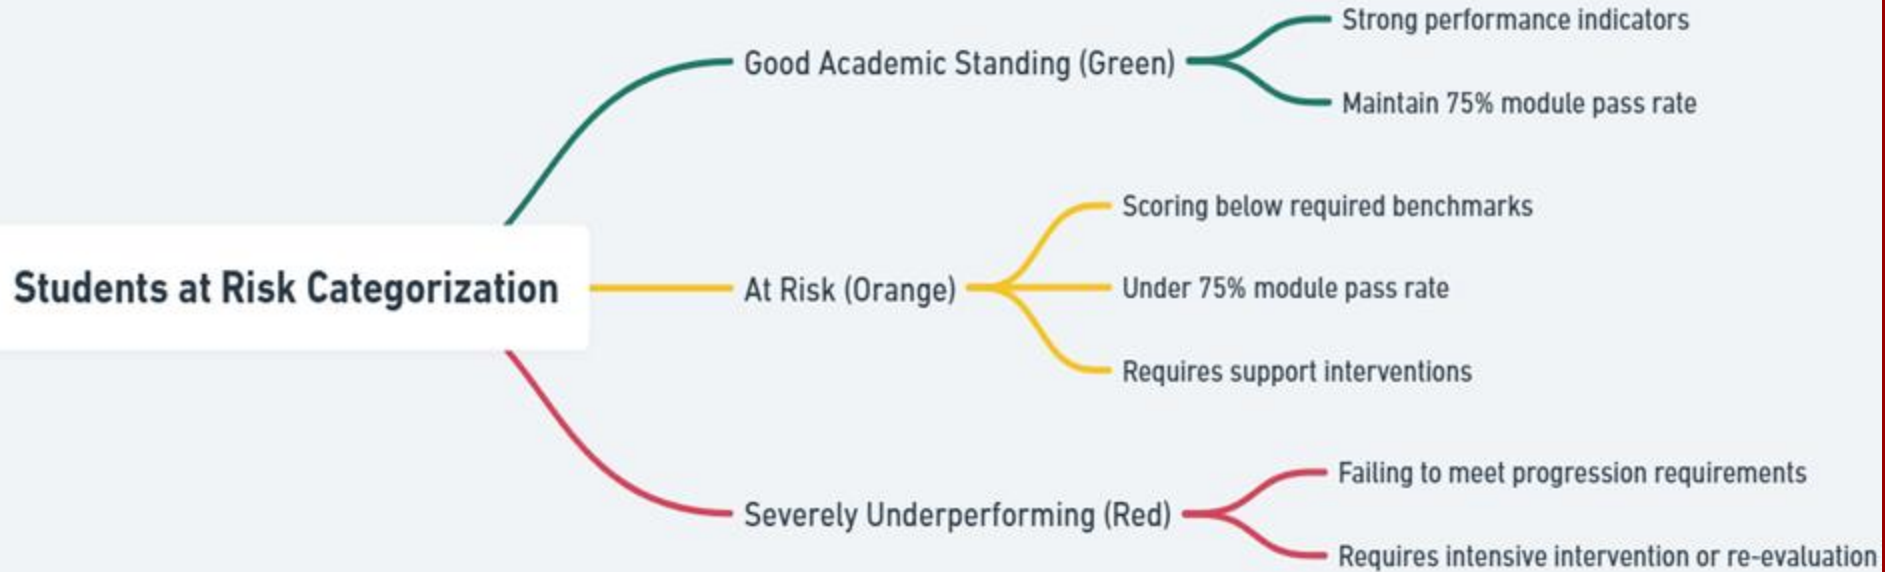 Students at Risk Categorization
Good Academic Standing (Green)
Strong performance indicators
Maintain 75% module pass rate
At Risk (Orange)
Scoring below required benchmarks
Under 75% module pass rate
Requires support interventions
Severely Underperforming (Red)
Failing to meet progression requirements
Requires intensive intervention or re-evaluation